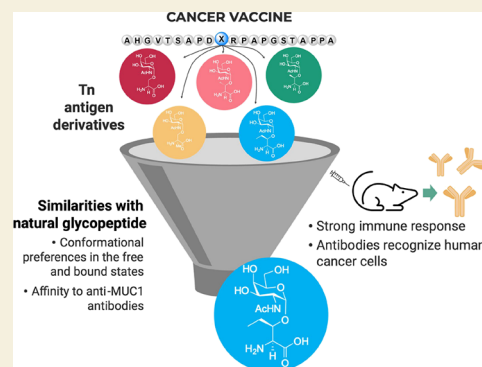 CANCER VACCINE
AHGVTSAPDXRPAPGSTAPPA
Tn
antigen
derivatives
Similarities with
natural glycopeptide
• Conformational
preferences in the free
and bound states
• Affinity to anti-MUC1
antibodies
• Strong immune response
• Antibodies recognize human
cancer cells
HO OH
HO
AcHN
O
O
OH
H₂N H O